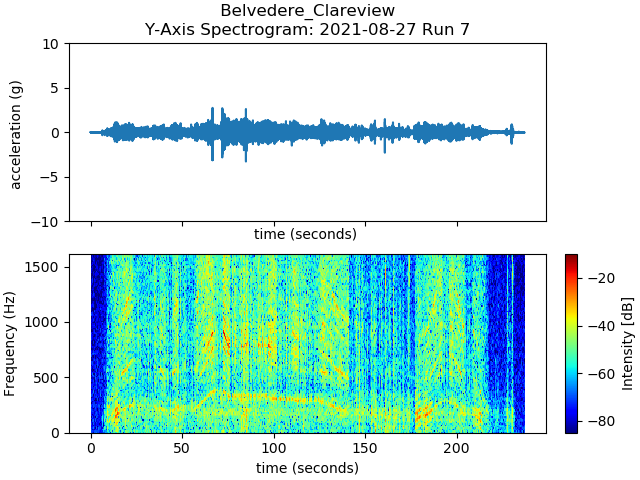 Belvedere_Clareview
Y-Axis Spectrogram: 2021-08-27 Run 7
10
5
0
−5
−10
acceleration (g)
time (seconds)
1500
1000
500
0
Frequency (Hz)
0 50 100 150 200
time (seconds)
−20
−40
−60
−80
Intensity [dB]